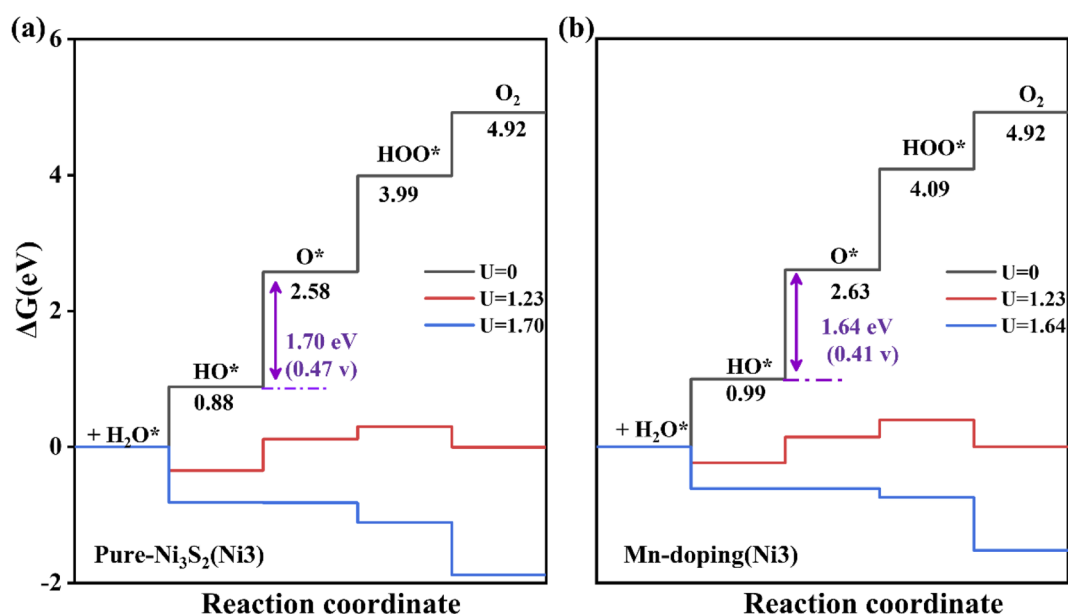 (a)
6
4
2
0
-2
ΔG(eV)
O₂
4.92
HOO*
3.99
O*
2.58
U=0
U=1.23
U=1.70
1.70 eV
(0.47 v)
HO*
0.88
+ H₂O*
Pure-Ni₃S₂(Ni3)
Reaction coordinate
(b)
O₂
4.92
HOO*
4.09
O*
2.63
U=0
U=1.23
U=1.64
1.64 eV
(0.41 v)
HO*
0.99
+ H₂O*
Mn-doping(Ni3)
Reaction coordinate